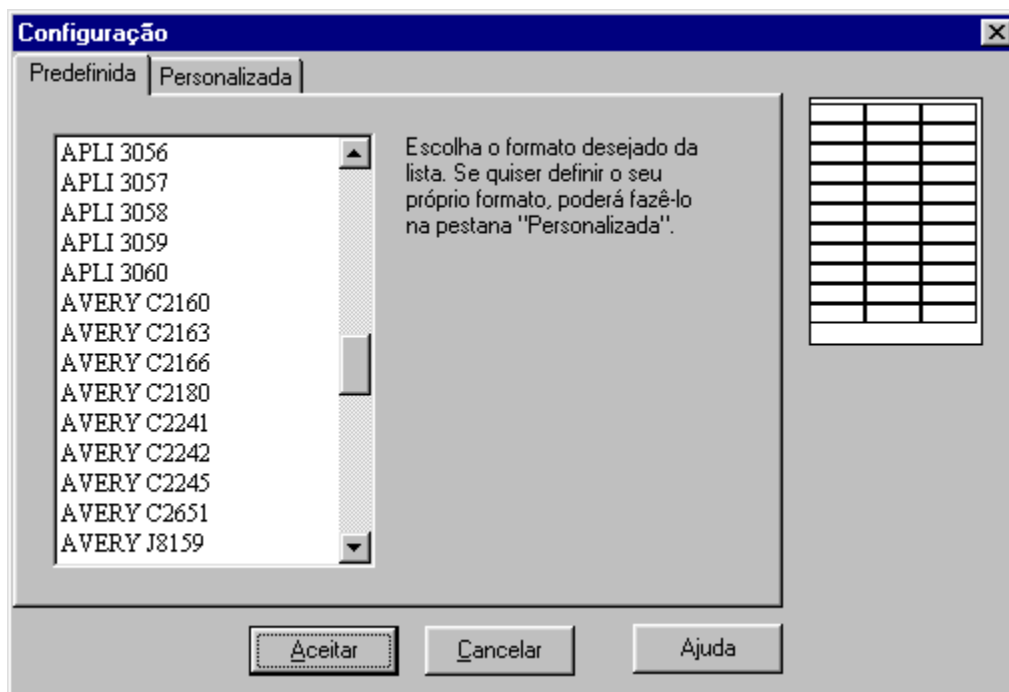 Configuração
Predefinida
Personalizada
APLI 3056
APLI 3057
APLI 3058
APLI 3059
APLI 3060
AVERY C2160
AVERY C2163
AVERY C2166
AVERY C2180
AVERY C2241
AVERY C2242
AVERY C2245
AVERY C2651
AVERY J8159
Escolha o formato desejado da
lista. Se quiser definir o seu
próprio formato, poderá fazê-lo
na pestana "Personalizada".
Aceitar
Cancelar
Ajuda